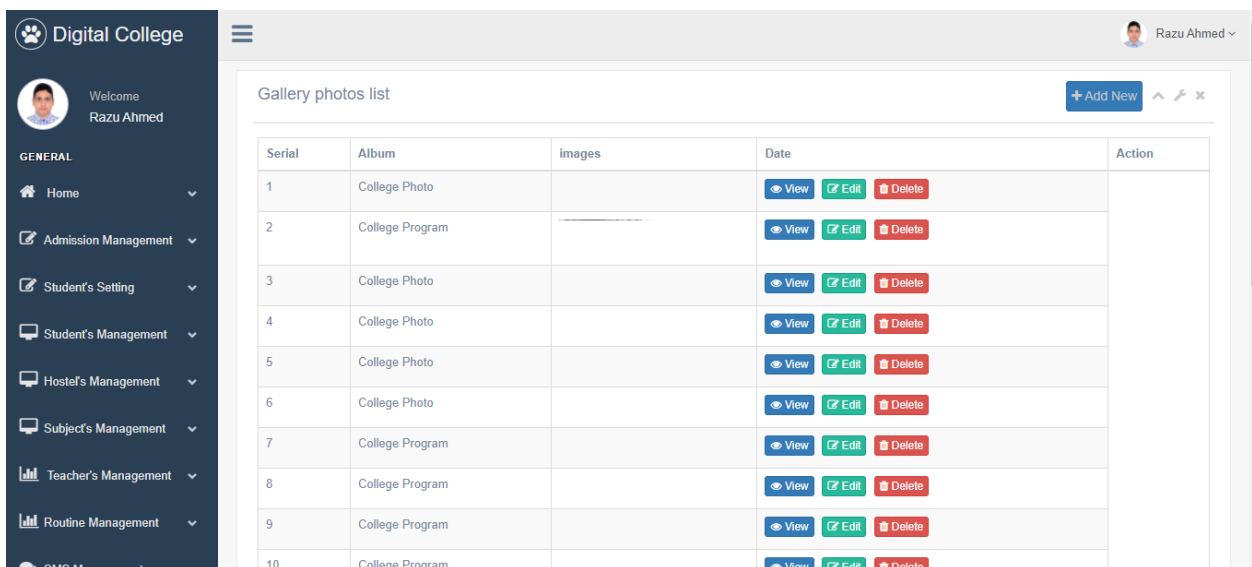 Digital College
Razu Ahmed
Welcome
Razu Ahmed
GENERAL
Home
Admission Management
Student's Setting
Student's Management
Hostel's Management
Subject's Management
Teacher's Management
Routine Management
Gallery photos list
Add New
Serial Album images Date Action
1 College Photo View Edit Delete
2 College Program View Edit Delete
3 College Photo View Edit Delete
4 College Photo View Edit Delete
5 College Photo View Edit Delete
6 College Photo View Edit Delete
7 College Program View Edit Delete
8 College Program View Edit Delete
9 College Program View Edit Delete
10 College Program View Edit Delete